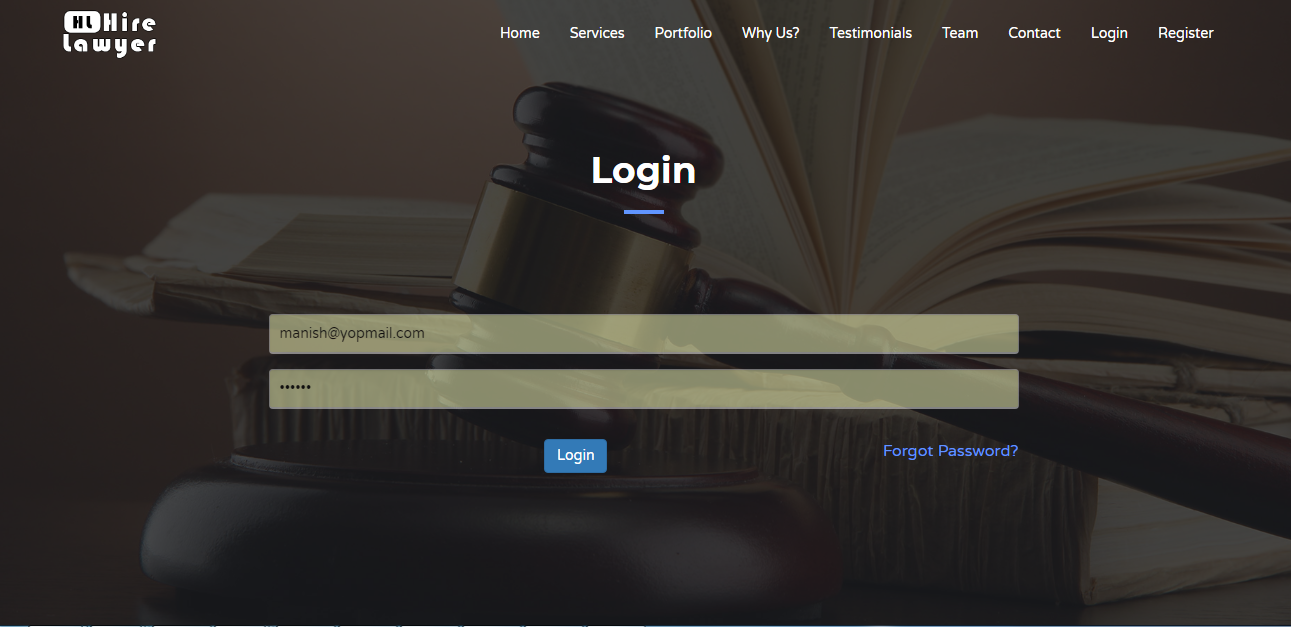 HL Hire
Lawyer
Home Services Portfolio Why Us? Testimonials Team Contact Login Register
Login
manish@yopmail.com
••••••
Login Forgot Password?